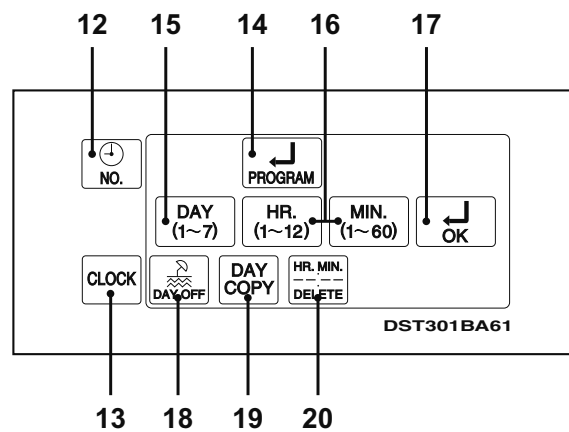 12 15 14 16 17
NO.
PROGRAM
DAY
(1~7)
HR.
(1~12)
MIN.
(1~60)
OK
CLOCK
DAY OFF
DAY
COPY
HR. MIN.
DELETE
DST301BA61
13 18 19 20